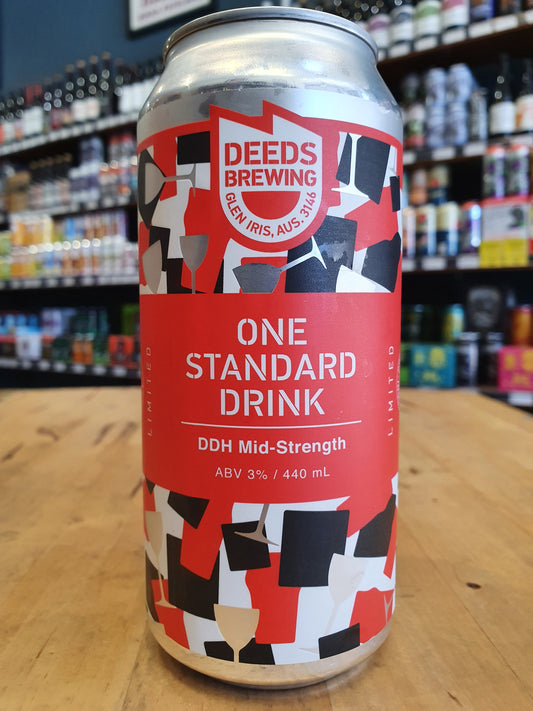 DEEDS
BREWING
GLEN IRIS, AUS. 3146
ONE
STANDARD
DRINK
DDH Mid-Strength
ABV 3% / 440 mL
LIMITED
LIMITED